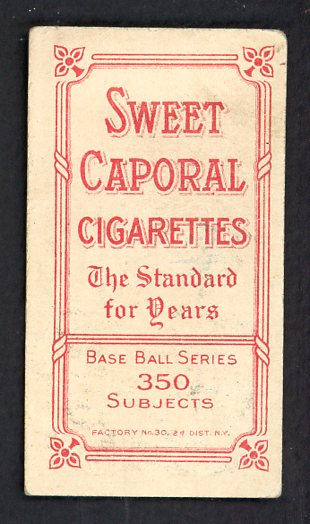 SWEET
CAPORAL
CIGARETTES
The Standard
for Years
BASE BALL SERIES
350
SUBJECTS
FACTORY No. 30, 2d DIST. N.Y.